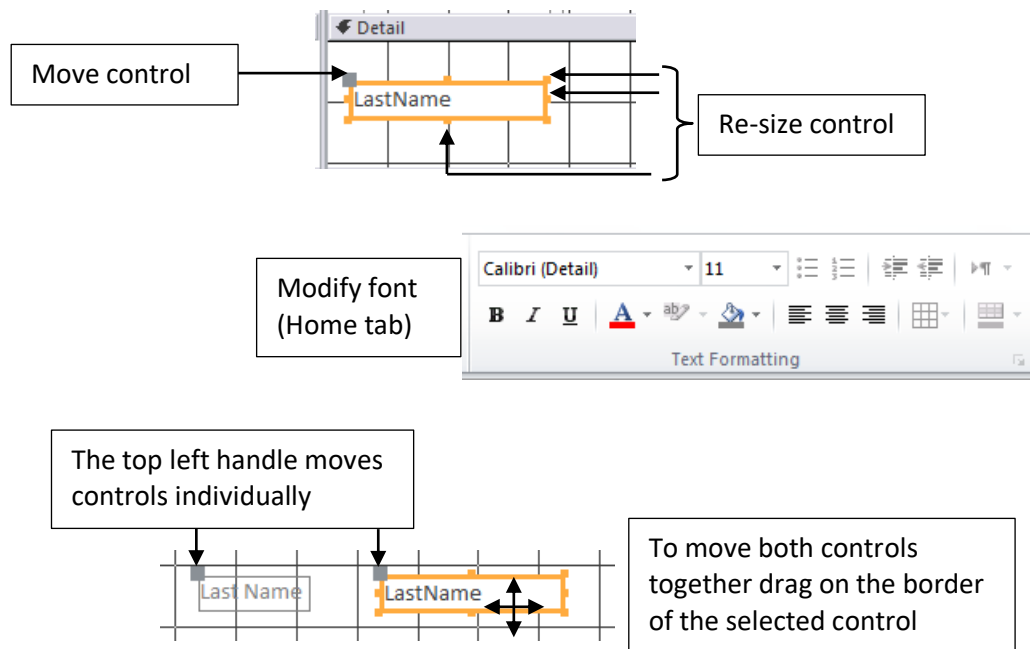 Detail
Move control
LastName
Re-size control
Modify font
(Home tab)
Calibri (Detail) 11
B I U A ab
Text Formatting
The top left handle moves
controls individually
Last Name
LastName
To move both controls
together drag on the border
of the selected control